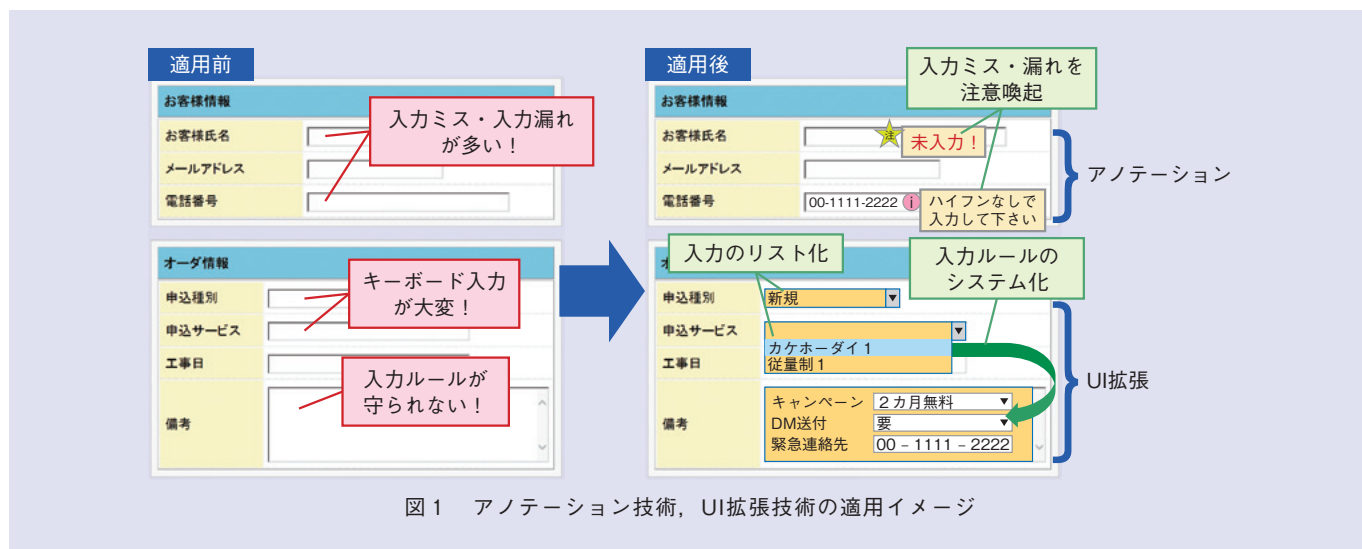 適用前
お客様情報
お客様氏名
メールアドレス
電話番号
入力ミス・入力漏れ
が多い！
オーダ情報
申込種別
申込サービス
工事日
備考
キーボード入力
が大変！
入力ルールが
守られない！
適用後
お客様情報
お客様氏名
メールアドレス
電話番号
注
未入力！
00-1111-2222
i
ハイフンなしで
入力して下さい
入力ミス・漏れを
注意喚起
アノテーション
入力のリスト化
入力ルールの
システム化
申込種別
新規
申込サービス
カケホーダイ1
従量制1
工事日
備考
キャンペーン 2カ月無料
DM送付 要
緊急連絡先 00－1111－2222
UI拡張
図1 アノテーション技術，UI拡張技術の適用イメージ